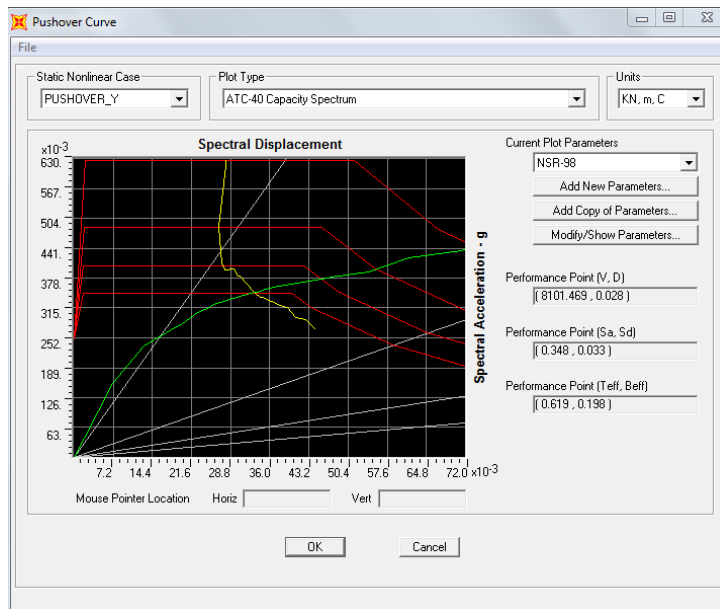 Pushover Curve
File
Static Nonlinear Case
PUSHOVER_Y
Plot Type
ATC-40 Capacity Spectrum
Units
KN, m, C
Spectral Displacement
x10-3
630.
567.
504.
441.
378.
315.
252.
189.
126.
63.
7.2 14.4 21.6 28.8 36.0 43.2 50.4 57.6 64.8 72.0 x10-3
Spectral Acceleration - g
Mouse Pointer Location Horiz Vert
Current Plot Parameters
NSR-98
Add New Parameters...
Add Copy of Parameters...
Modify/Show Parameters...
Performance Point (V, D)
( 8101.469 , 0.028 )
Performance Point (Sa, Sd)
( 0.348 , 0.033 )
Performance Point (Teff, Beff)
( 0.619 , 0.198 )
OK
Cancel